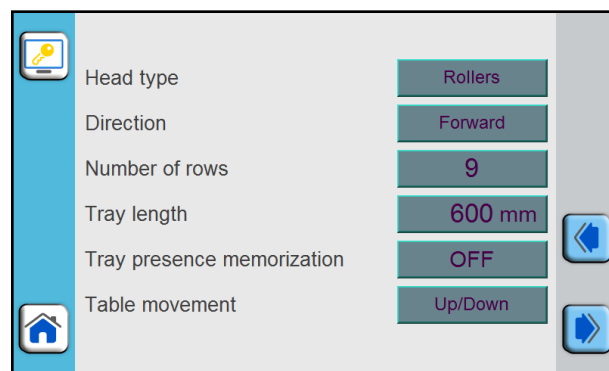 Head type Rollers
Direction Forward
Number of rows 9
Tray length 600 mm
Tray presence memorization OFF
Table movement Up/Down